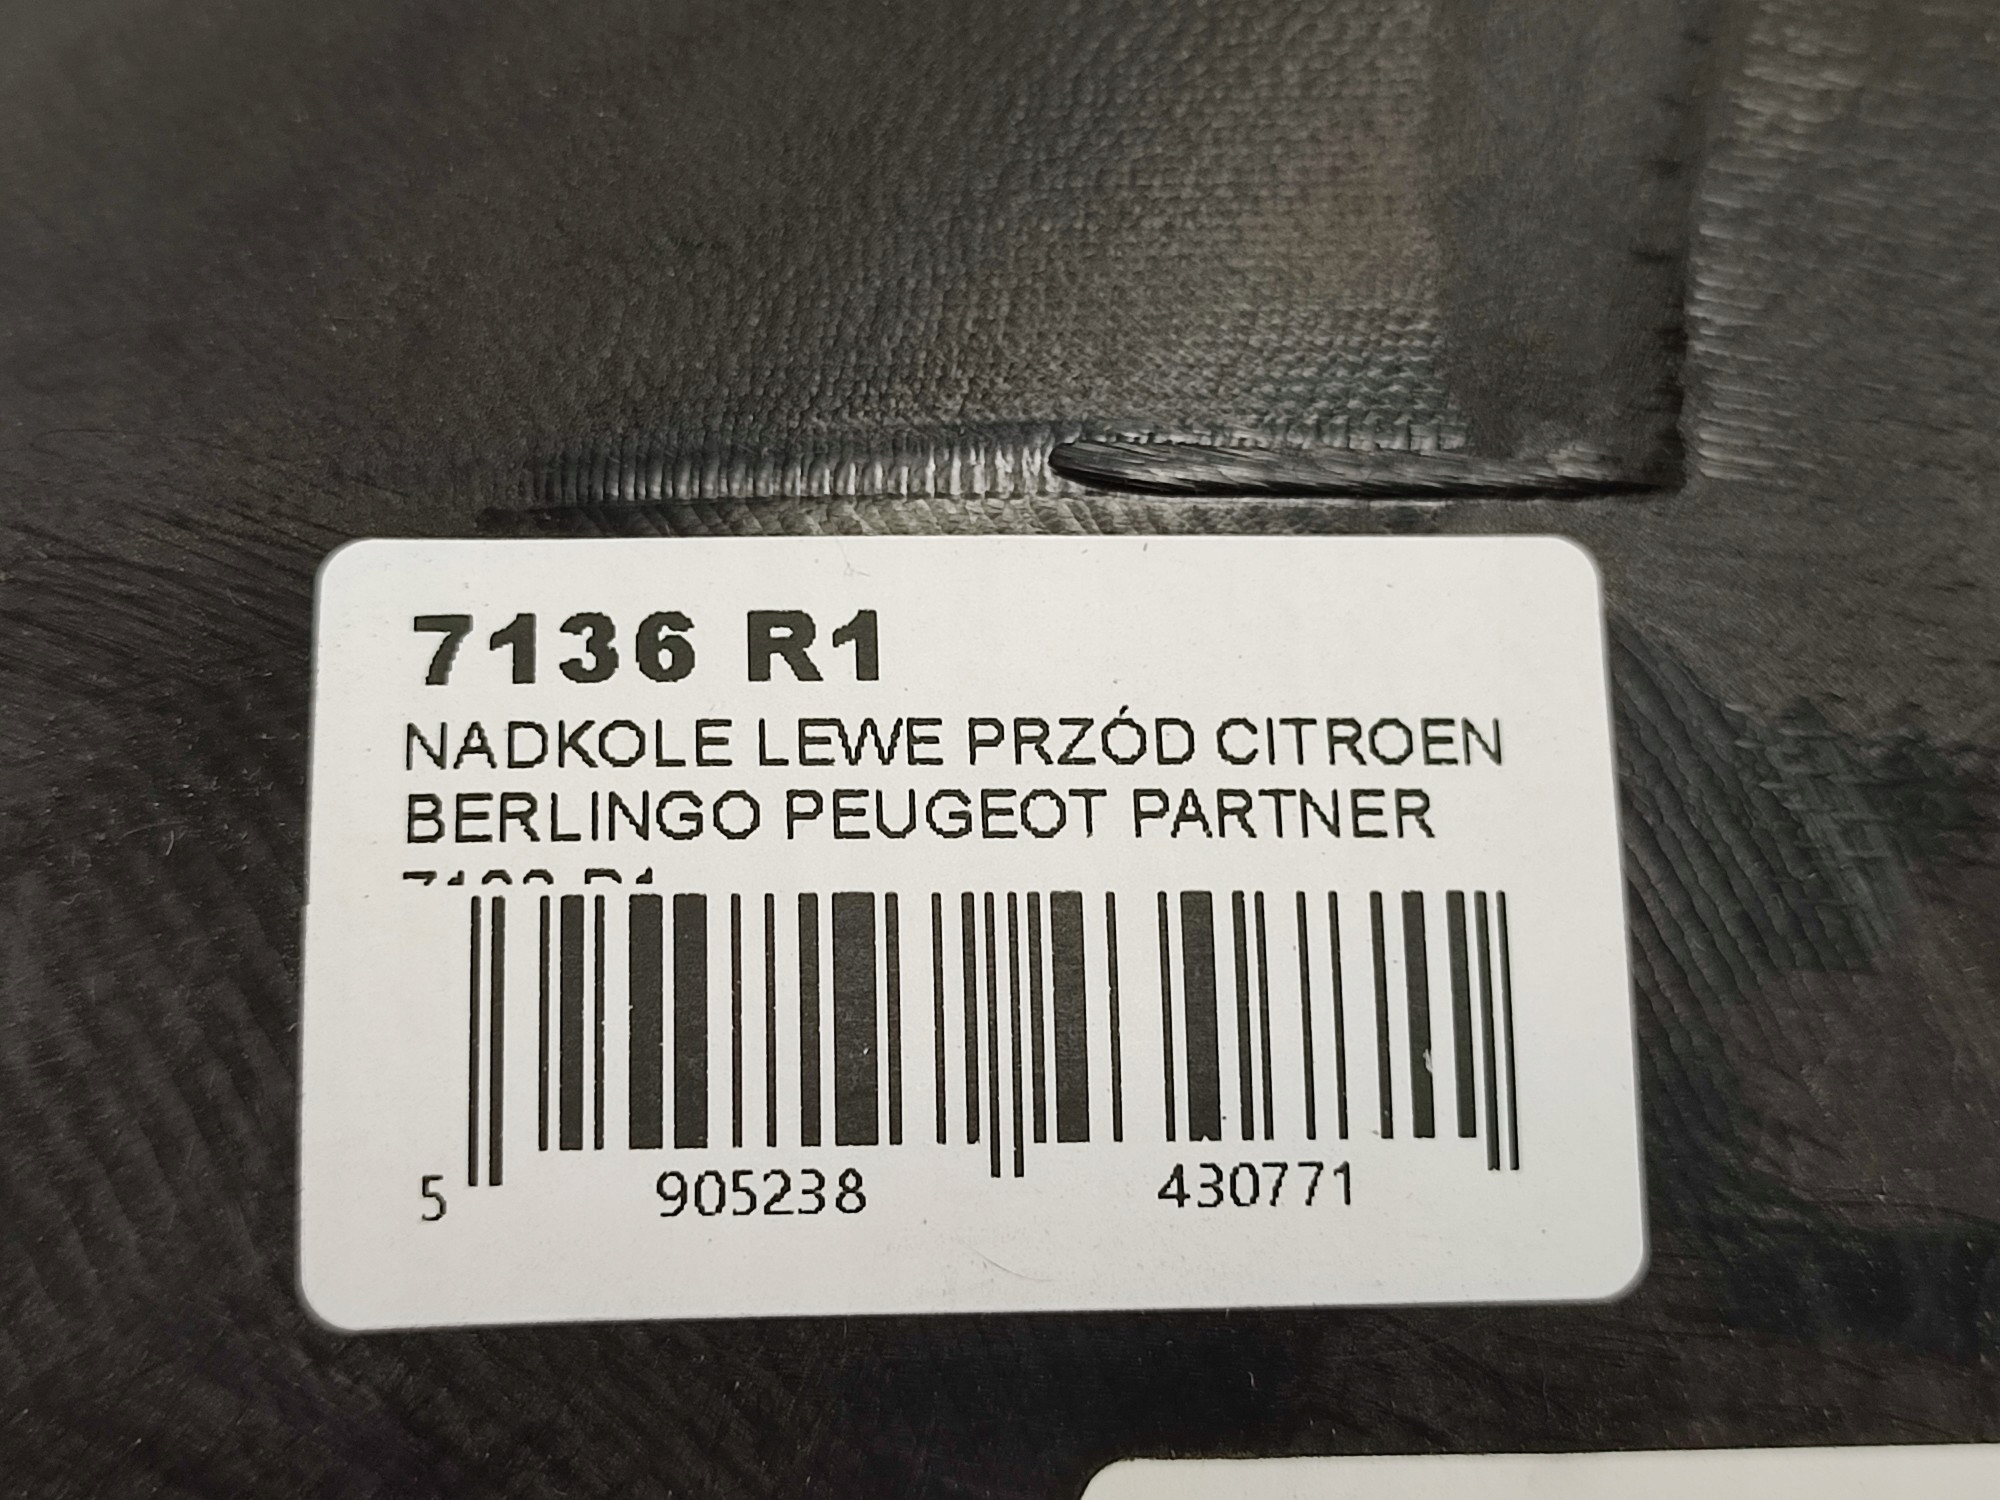 7136 R1
NADKOLE LEWE PRZÓD CITROEN
BERLINGO PEUGEOT PARTNER
5 905238 430771